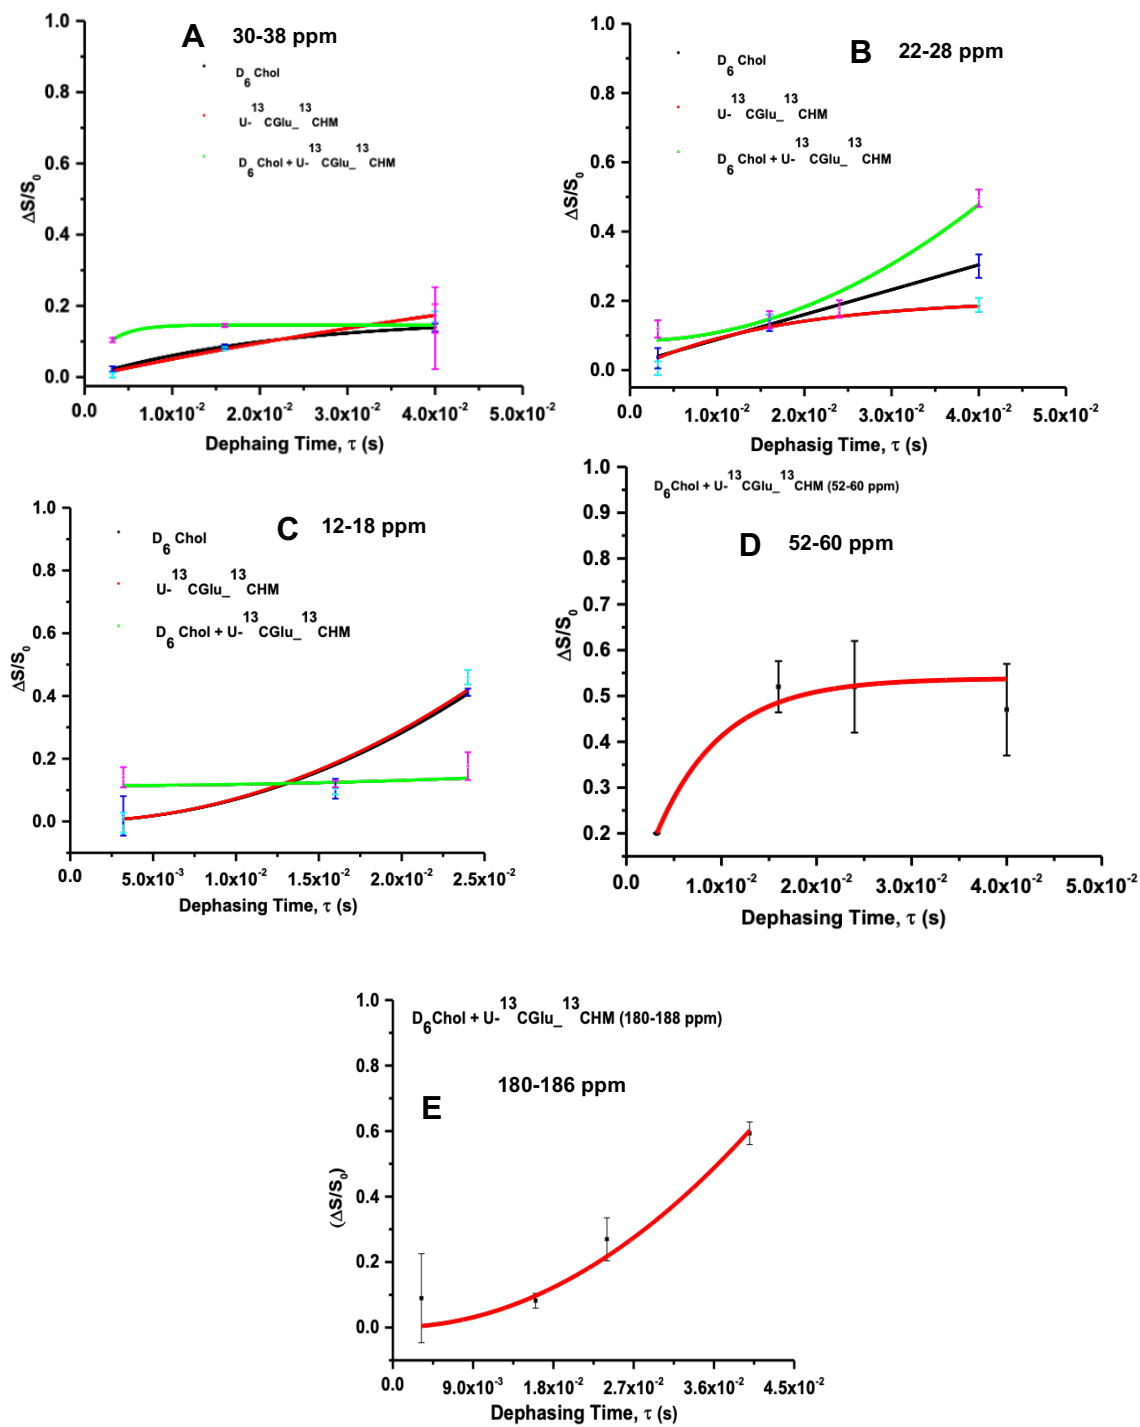 A 30-38 ppm
D6 Chol
U-13CGlu_13CHM
D6 Chol + U-13CGlu_13CHM
ΔS/S0
1.0
0.8
0.6
0.4
0.2
0.0
0.0 1.0x10-2 2.0x10-2 3.0x10-2 4.0x10-2 5.0x10-2
Dephaing Time, τ (s)
B 22-28 ppm
D6 Chol
U-13CGlu_13CHM
D6 Chol + U-13CGlu_13CHM
ΔS/S0
1.0
0.8
0.6
0.4
0.2
0.0
0.0 1.0x10-2 2.0x10-2 3.0x10-2 4.0x10-2 5.0x10-2
Dephasig Time, τ (s)
C 12-18 ppm
D6 Chol
U-13CGlu_13CHM
D6 Chol + U-13CGlu_13CHM
ΔS/S0
1.0
0.8
0.6
0.4
0.2
0.0
0.0 5.0x10-3 1.0x10-2 1.5x10-2 2.0x10-2 2.5x10-2
Dephasing Time, τ (s)
D6Chol + U-13CGlu_13CHM (52-60 ppm)
D 52-60 ppm
ΔS/S0
1.0
0.9
0.8
0.7
0.6
0.5
0.4
0.3
0.2
0.0 1.0x10-2 2.0x10-2 3.0x10-2 4.0x10-2 5.0x10-2
Dephasing Time, τ (s)
D6Chol + U-13CGlu_13CHM (180-188 ppm)
180-186 ppm
E
(ΔS/S0)
1.0
0.8
0.6
0.4
0.2
0.0
0.0 9.0x10-3 1.8x10-2 2.7x10-2 3.6x10-2 4.5x10-2
Dephasing Time, τ (s)